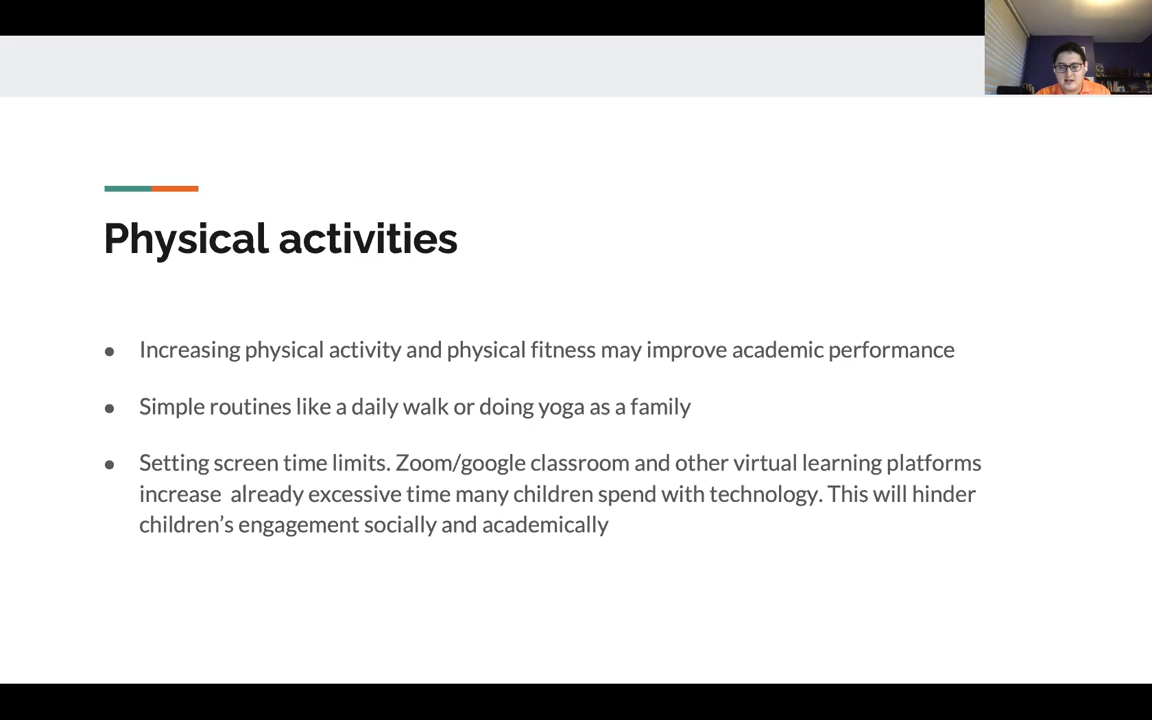 Physical activities
● Increasing physical activity and physical fitness may improve academic performance
● Simple routines like a daily walk or doing yoga as a family
● Setting screen time limits. Zoom/google classroom and other virtual learning platforms
increase  already excessive time many children spend with technology. This will hinder
children’s engagement socially and academically